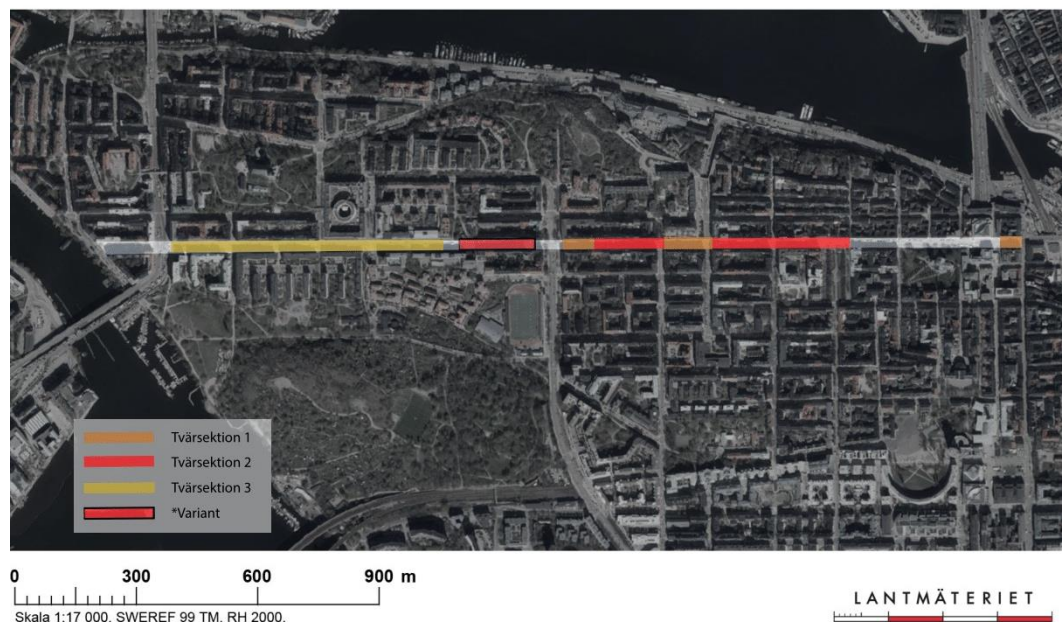 Tvärsektion 1
Tvärsektion 2
Tvärsektion 3
*Variant
0 300 600 900 m
Skala 1:17 000, SWEREF 99 TM, RH 2000.
LANTMÄTERIET